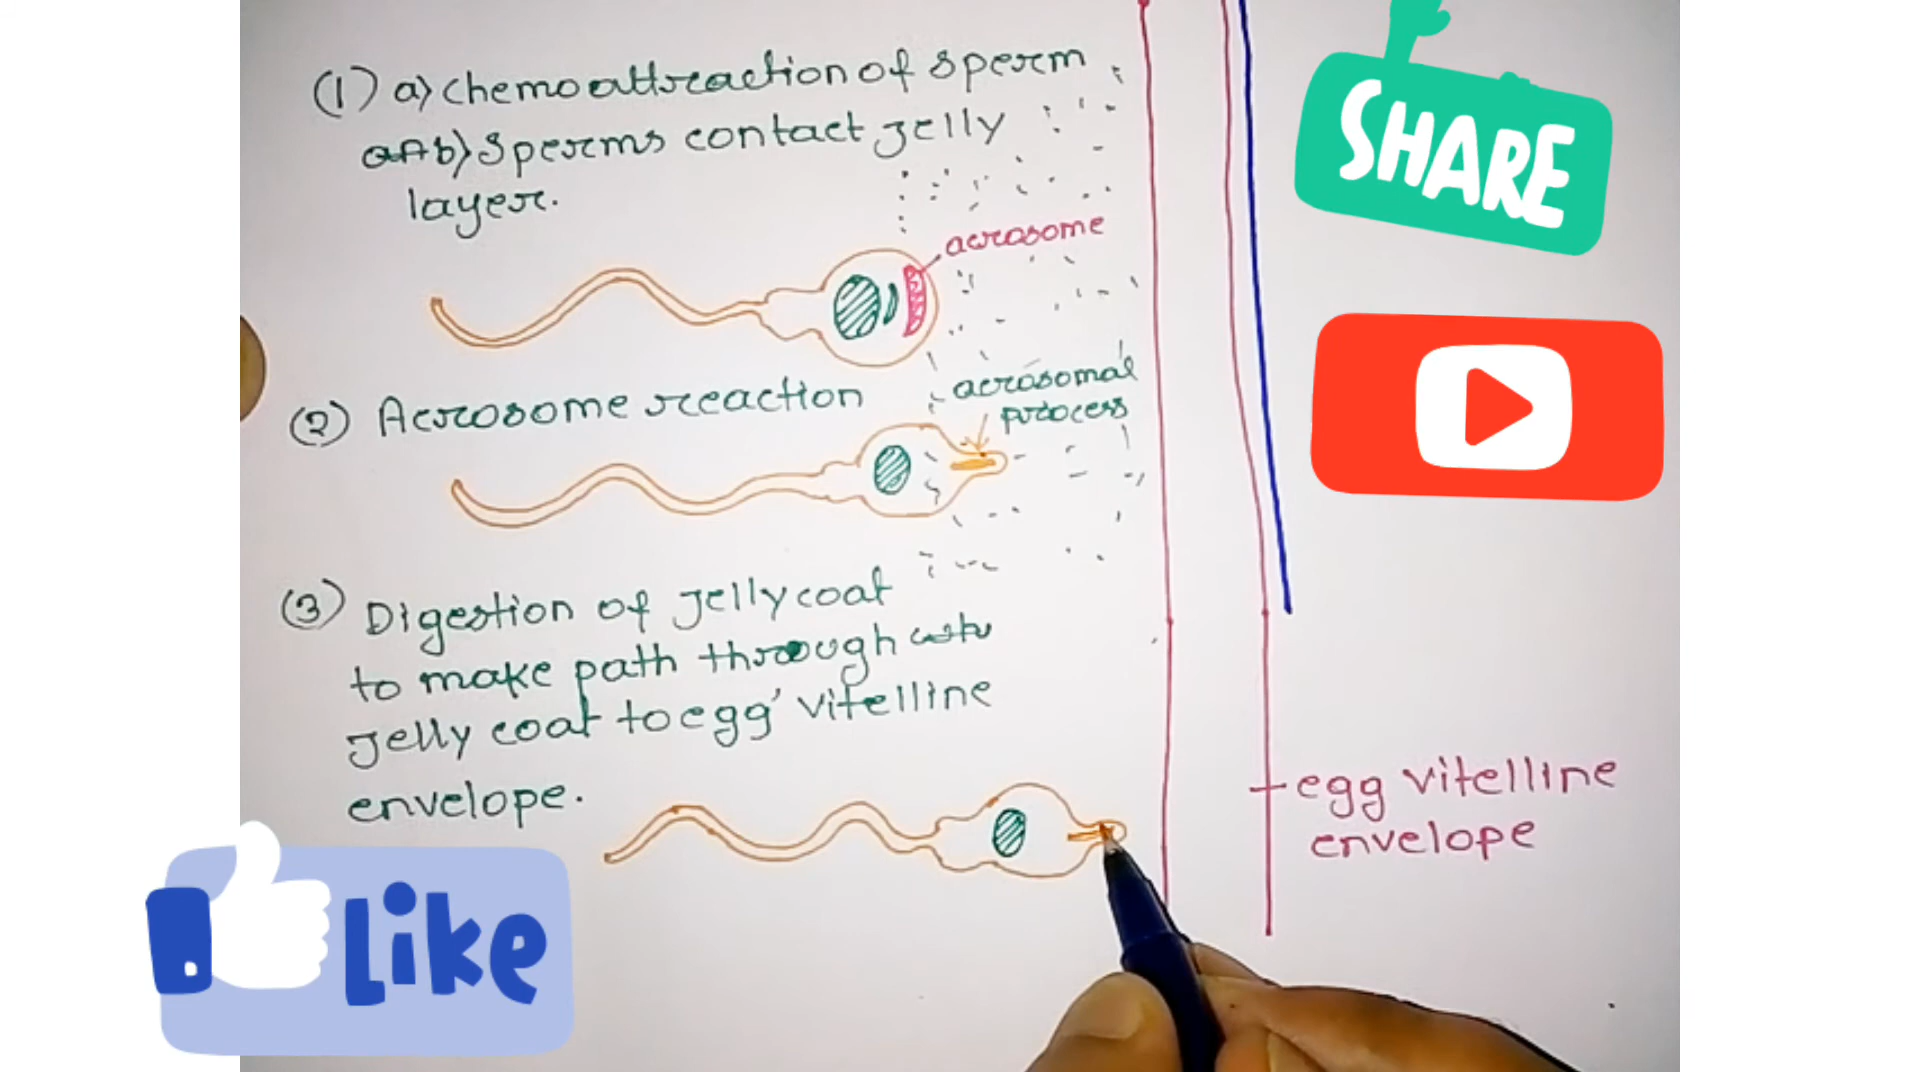 (1) a) chemoattraction of sperm
b) Sperms contact jelly
layer.
acrosome
(2) Acrosome reaction
acrosomal
process
(3) Digestion of jelly coat
to make path through
jelly coat to egg' vitelline
envelope.
egg vitelline
envelope
SHARE
Like